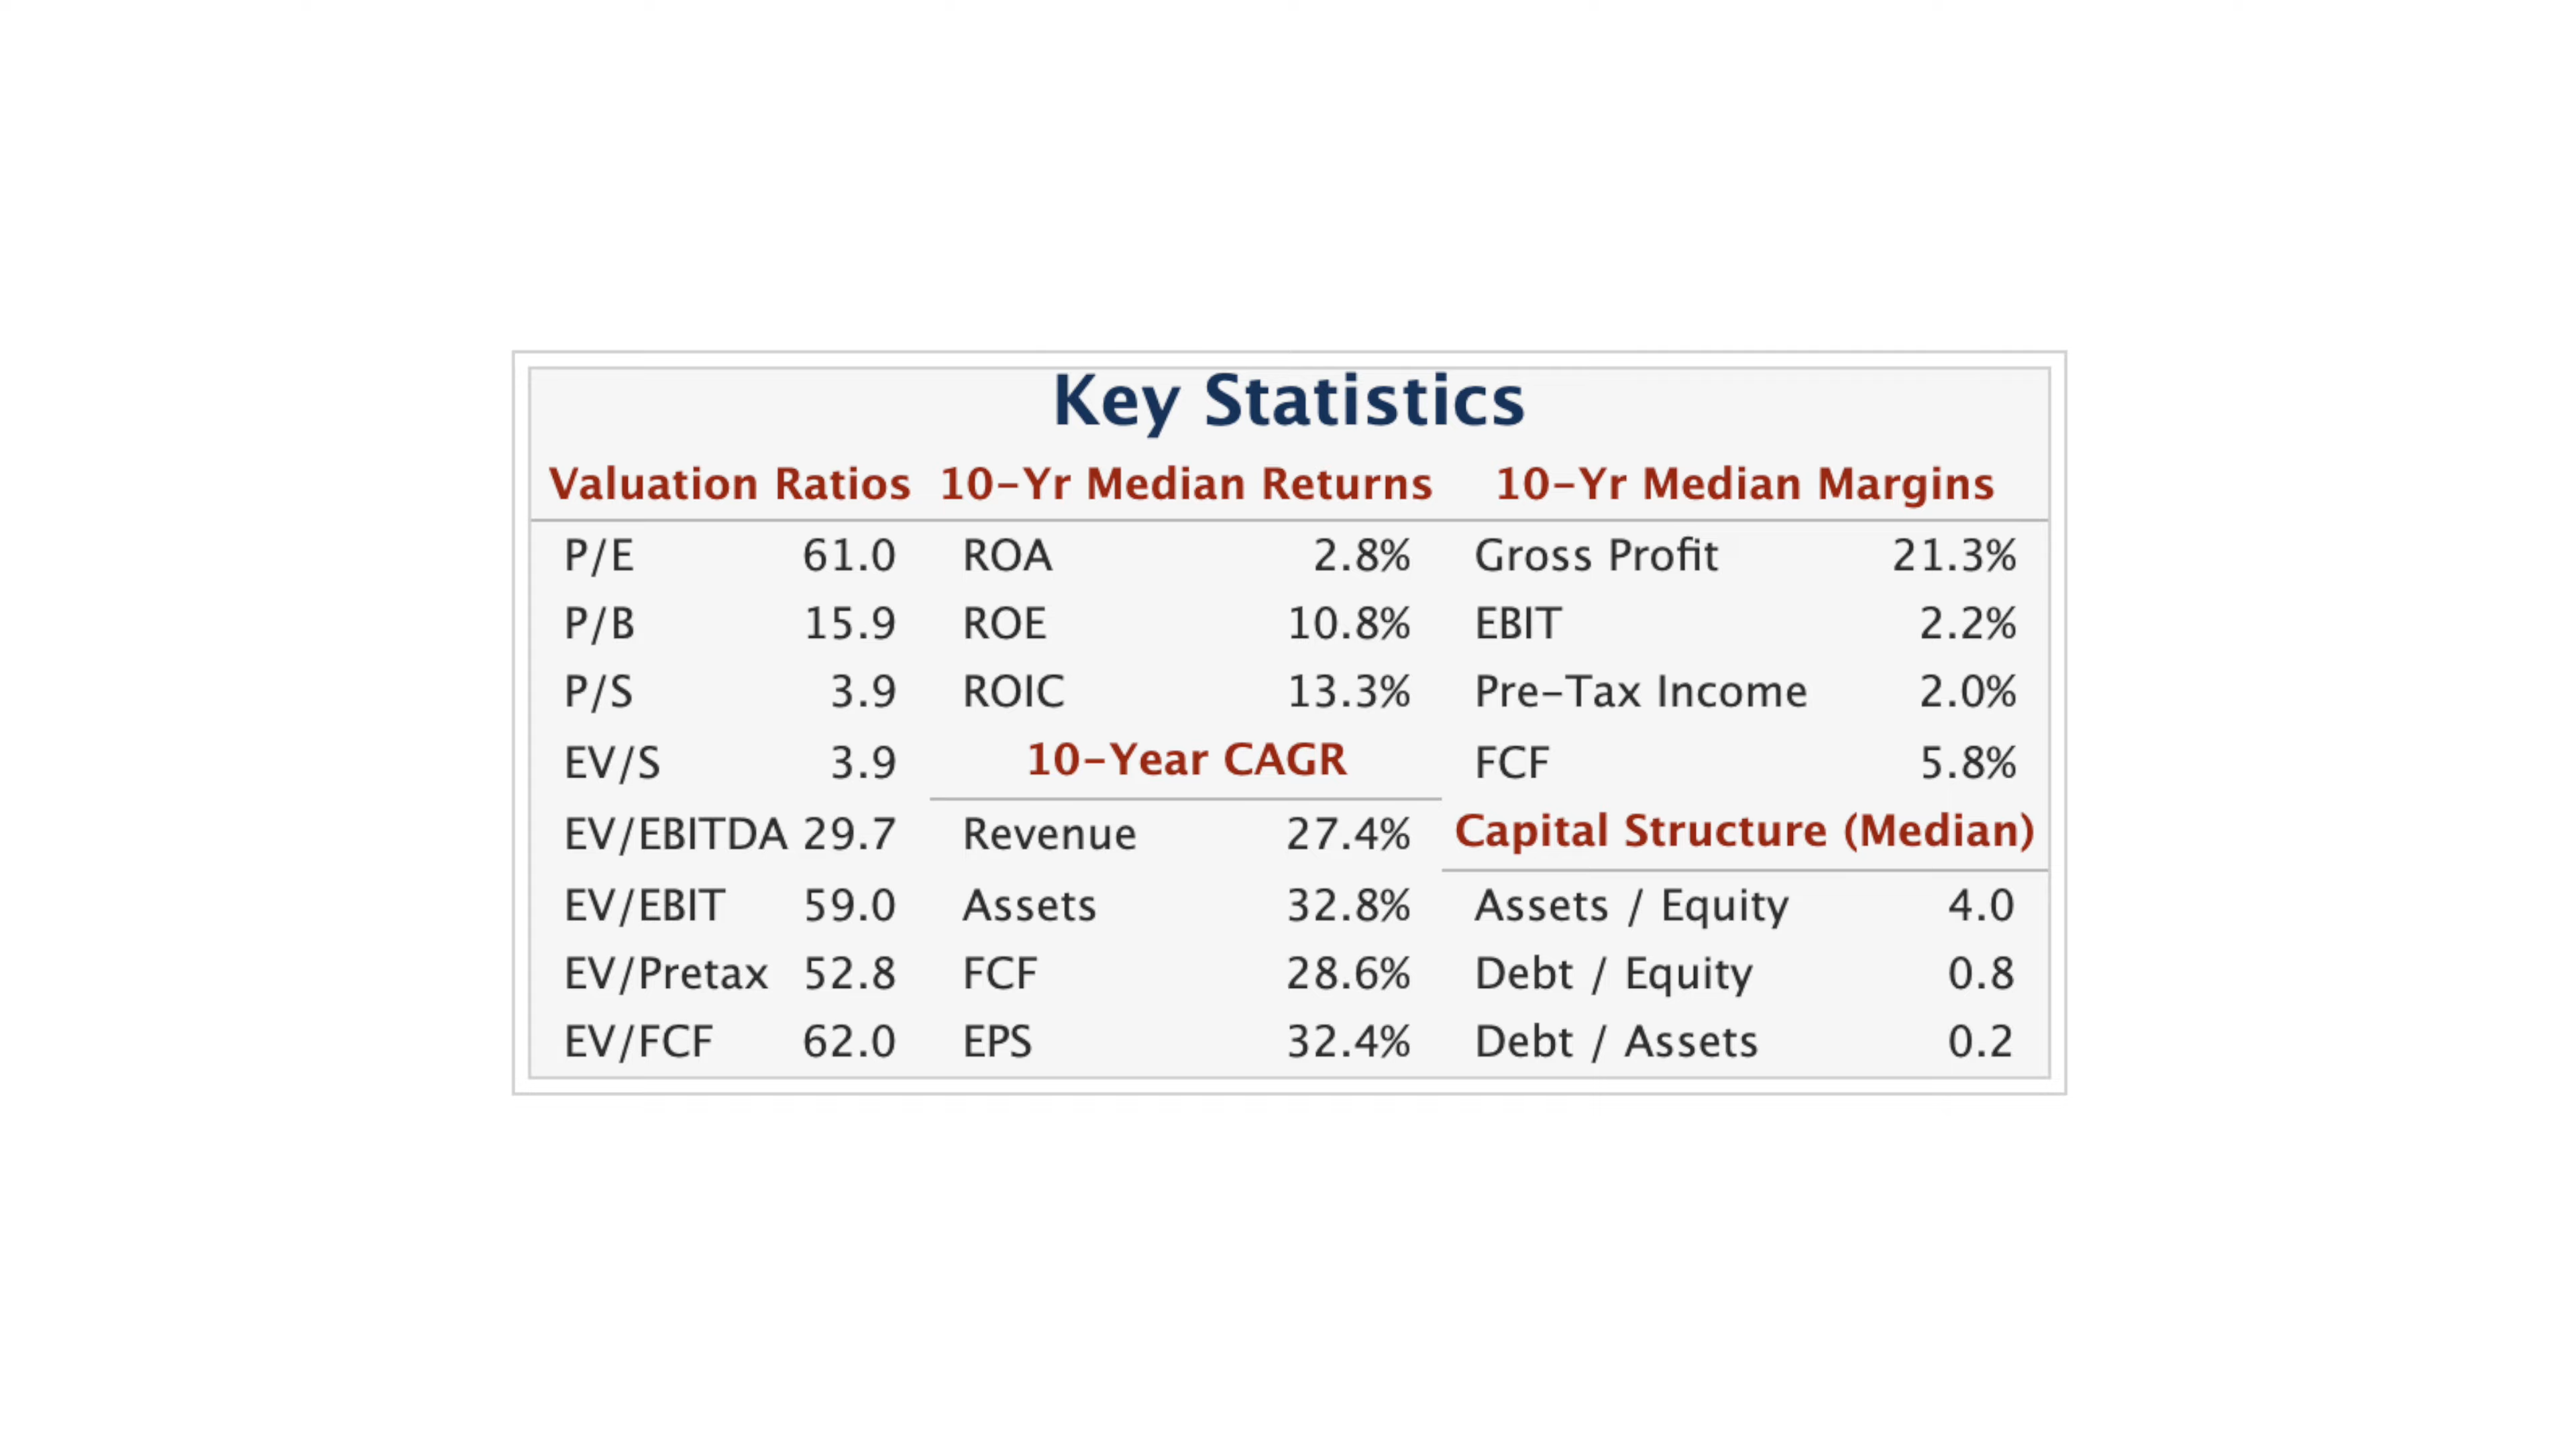 Key Statistics
Valuation Ratios 10-Yr Median Returns 10-Yr Median Margins
P/E 61.0 ROA 2.8% Gross Profit 21.3%
P/B 15.9 ROE 10.8% EBIT 2.2%
P/S 3.9 ROIC 13.3% Pre-Tax Income 2.0%
EV/S 3.9 10-Year CAGR FCF 5.8%
EV/EBITDA 29.7 Revenue 27.4% Capital Structure (Median)
EV/EBIT 59.0 Assets 32.8% Assets / Equity 4.0
EV/Pretax 52.8 FCF 28.6% Debt / Equity 0.8
EV/FCF 62.0 EPS 32.4% Debt / Assets 0.2